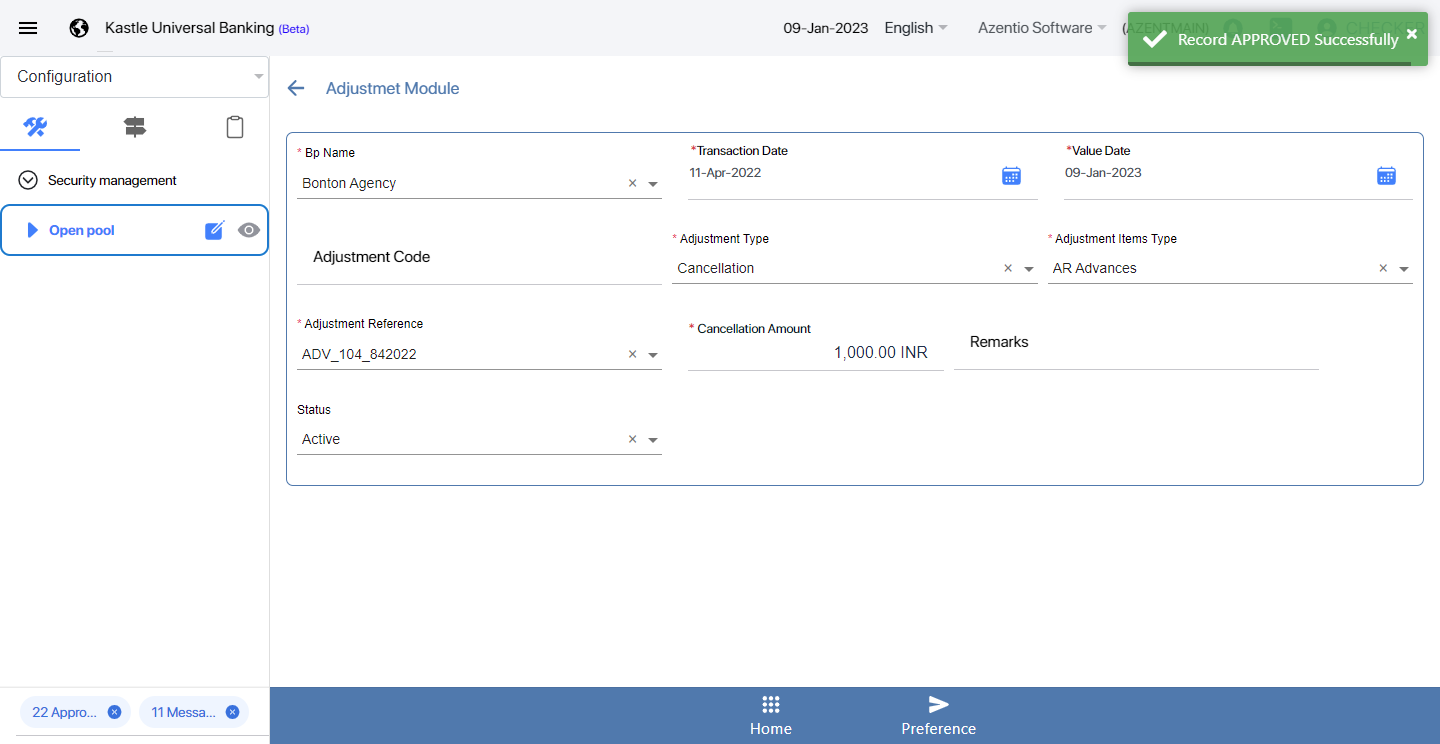 Kastle Universal Banking (Beta)
09-Jan-2023
English
Azentio Software
(AZENTMAIN)
CHECKER
Record APPROVED Successfully
Configuration
Adjustmet Module
Security management
Open pool
* Bp Name
Bonton Agency
*Transaction Date
11-Apr-2022
*Value Date
09-Jan-2023
Adjustment Code
* Adjustment Type
Cancellation
* Adjustment Items Type
AR Advances
* Adjustment Reference
ADV_104_842022
* Cancellation Amount
1,000.00 INR
Remarks
Status
Active
22 Appro...
11 Messa...
Home
Preference